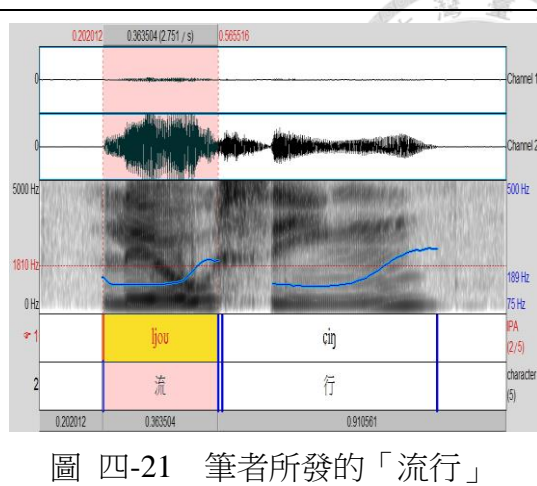 0.202012 0.363504 (2.751 / s) 0.565516
0 Channel 1
0 Channel 2
5000 Hz 500 Hz
1810 Hz
189 Hz
0 Hz 75 Hz
1 ljoʊ ɕiŋ IPA (2/5)
2 流 行 character (5)
0.202012 0.363504 0.910561
圖 四-21 筆者所發的「流行」